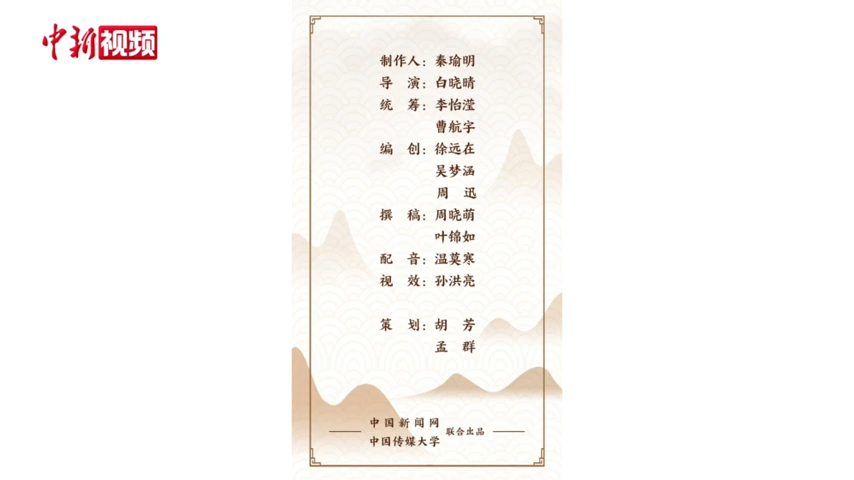 中新视频
制作人：秦瑜明
导 演：白晓晴
统 筹：李怡滢
曹航宇
编 创：徐远在
吴梦涵
周 迅
撰 稿：周晓萌
叶锦如
配 音：温莫寒
视 效：孙洪亮
策 划：胡 芳
孟 群
中国新闻网
中国传媒大学
联合出品